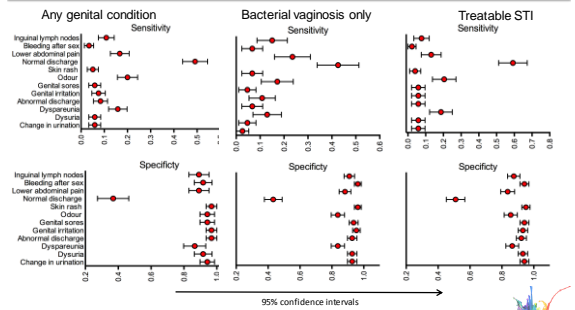 Any genital condition
Bacterial vaginosis only
Treatable STI
Sensitivity
Sensitivity
Sensitivity
Inguinal lymph nodes
Bleeding after sex
Lower abdominal pain
Normal discharge
Skin rash
Odour
Genital sores
Genital irritation
Abnormal discharge
Dyspareunia
Dysuria
Change in urination
0.0 0.1 0.2 0.3 0.4 0.5
0.0 0.1 0.2 0.3 0.4 0.5 0.6
0.0 0.1 0.2 0.3 0.4 0.5 0.6 0.7 0.8
Specificty
Specificty
Specificty
Inguinal lymph nodes
Bleeding after sex
Lower abdominal pain
Normal discharge
Skin rash
Odour
Genital sores
Genital irritation
Abnormal discharge
Dyspareunia
Dysuria
Change in urination
0.2 0.4 0.6 0.8 1.0
0.2 0.4 0.6 0.8 1.0
0.2 0.4 0.6 0.8 1.0
95% confidence intervals